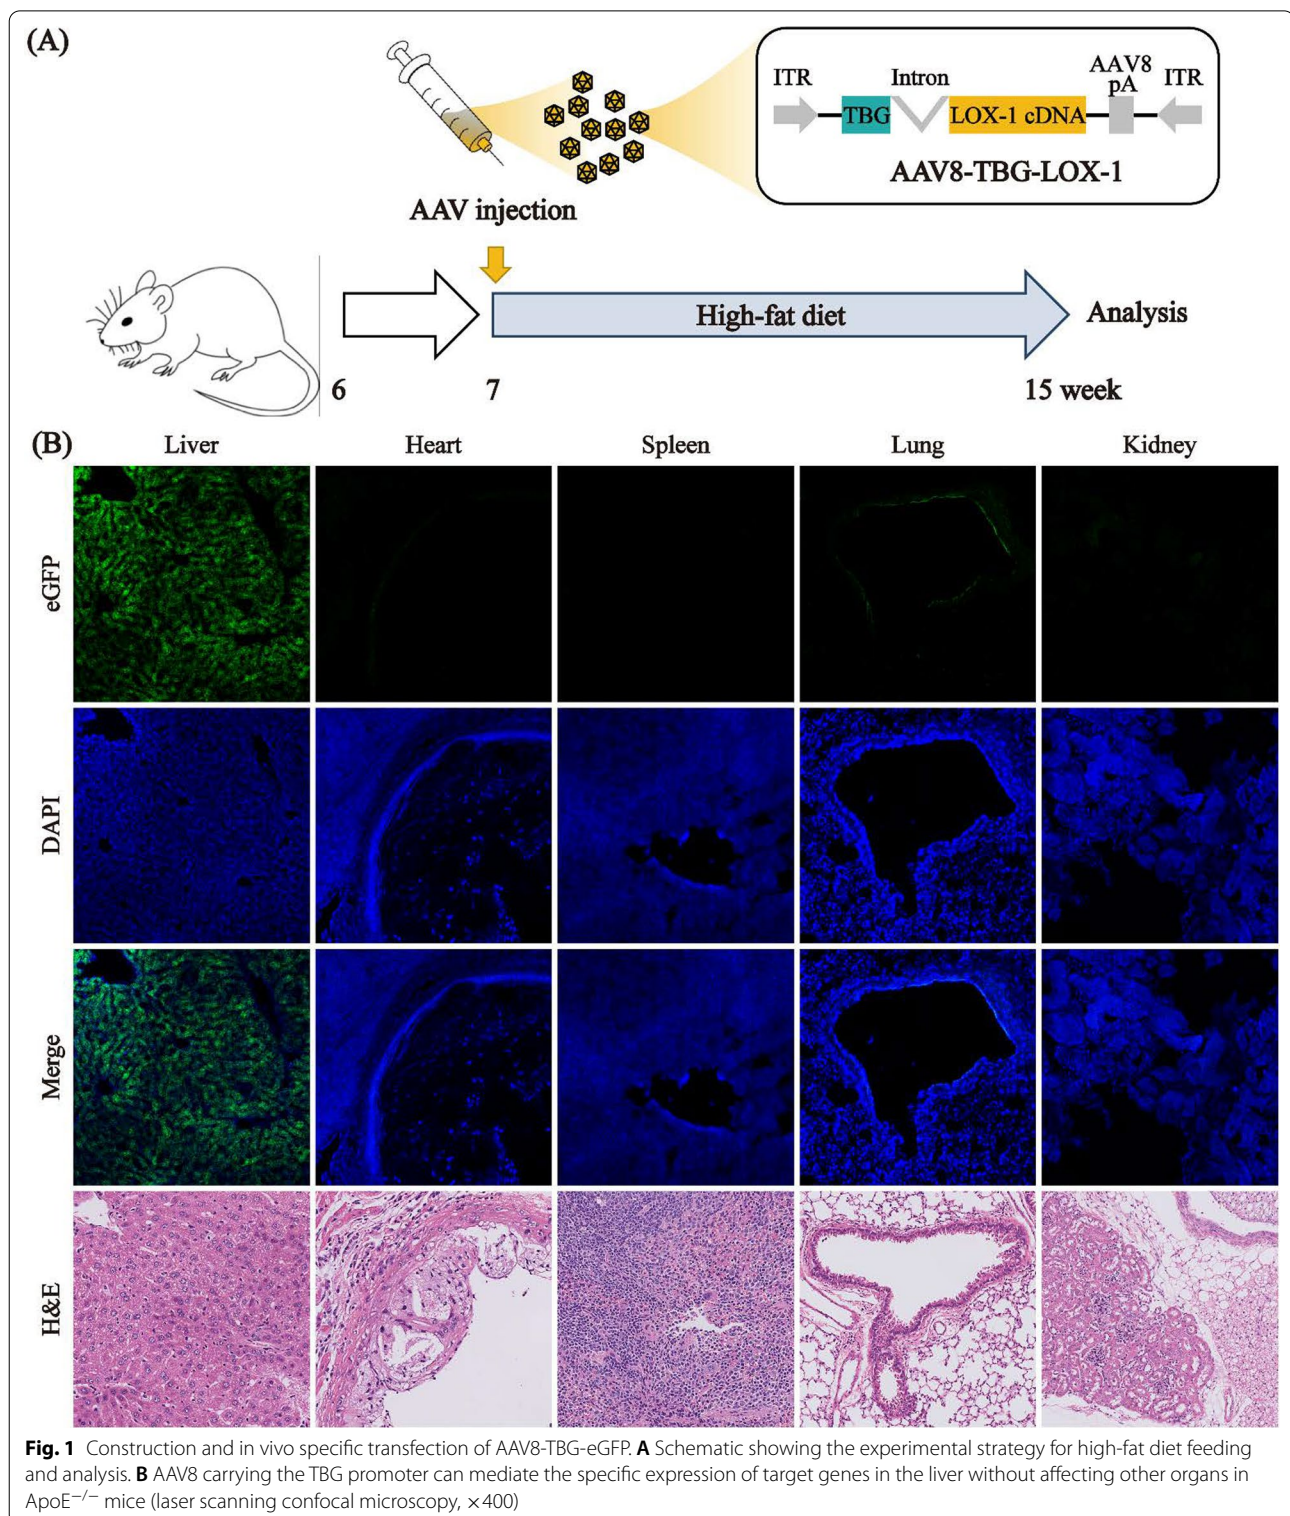 (A)
ITR
Intron
AAV8
pA
ITR
TBG
LOX-1 cDNA
AAV8-TBG-LOX-1
AAV injection
High-fat diet
Analysis
6
7
15 week
(B)
Liver
Heart
Spleen
Lung
Kidney
eGFP
DAPI
Merge
H&E
Fig. 1 Construction and in vivo specific transfection of AAV8-TBG-eGFP. A Schematic showing the experimental strategy for high-fat diet feeding
and analysis. B AAV8 carrying the TBG promoter can mediate the specific expression of target genes in the liver without affecting other organs in
ApoE−/− mice (laser scanning confocal microscopy, ×400)